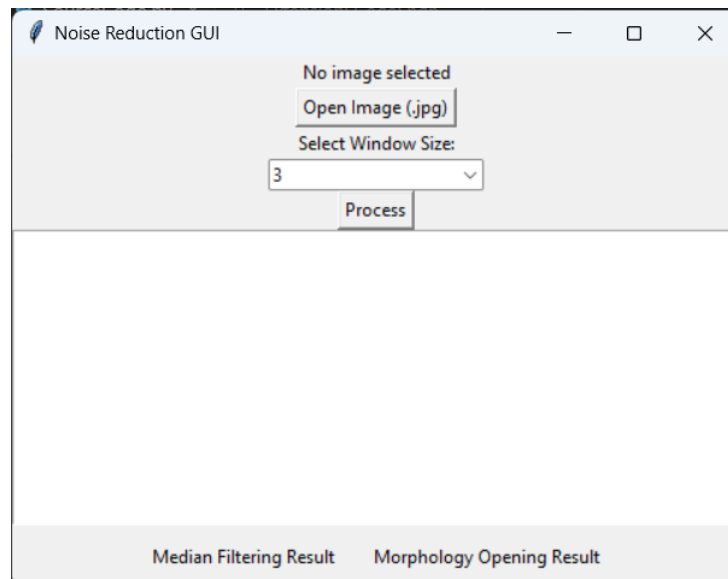 Noise Reduction GUI
No image selected
Open Image (.jpg)
Select Window Size:
3
Process
Median Filtering Result Morphology Opening Result